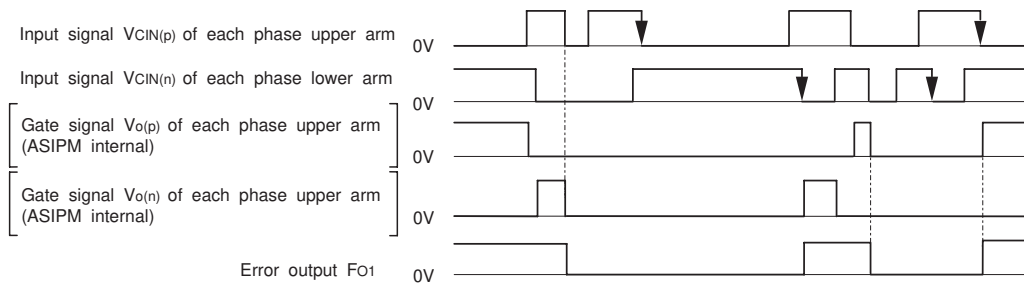 Input signal VCIN(p) of each phase upper arm 0V
Input signal VCIN(n) of each phase lower arm 0V
Gate signal Vo(p) of each phase upper arm
(ASIPM internal) 0V
Gate signal Vo(n) of each phase upper arm
(ASIPM internal) 0V
Error output FO1 0V